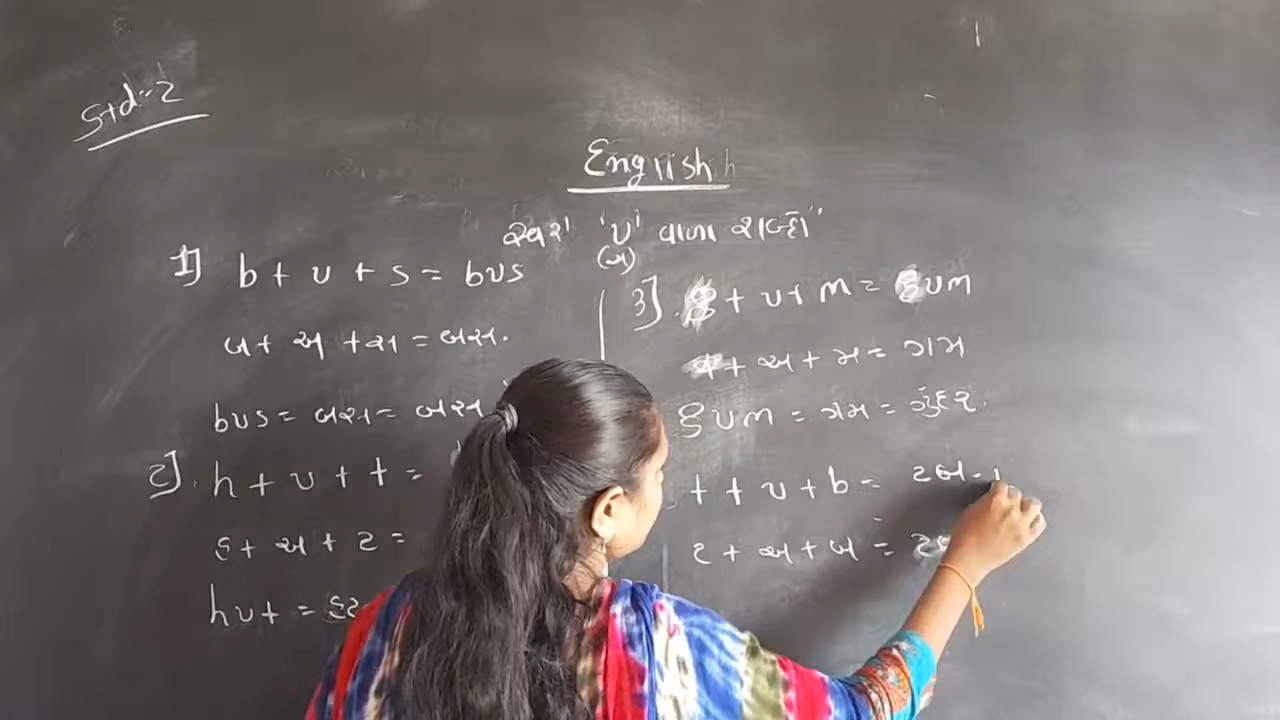 Std:-2
English
સ્વર 'u' વાળા શબ્દો"
(અ)
1] b + u + s = bus
બ + અ + સ = બસ.
bus = બસ = બસ
2]. h + u + t =
હ + અ + ટ =
hut = હટ
3]. g + u + m = gum
ગ + અ + મ = ગમ
gum = ગમ = ગુંદર.
t + u + b = ટબ
ટ + અ + બ =